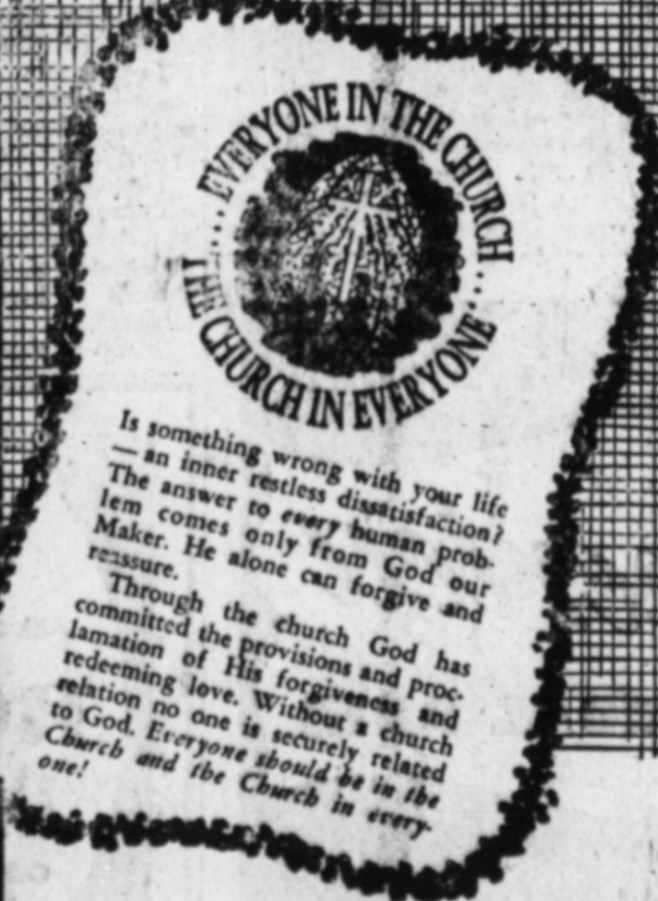 EVERYONE IN THE CHURCH ....
THE CHURCH IN EVERYONE ....
Is something wrong with your life
— an inner restless dissatisfaction?
The answer to every human prob-
lem comes only from God our
Maker. He alone can forgive and
reassure.
Through the church God has
committed the provisions and proc-
lamation of His forgiveness and
redeeming love. Without a church
relation no one is securely related
to God. Everyone should be in the
Church and the Church in every-
one!